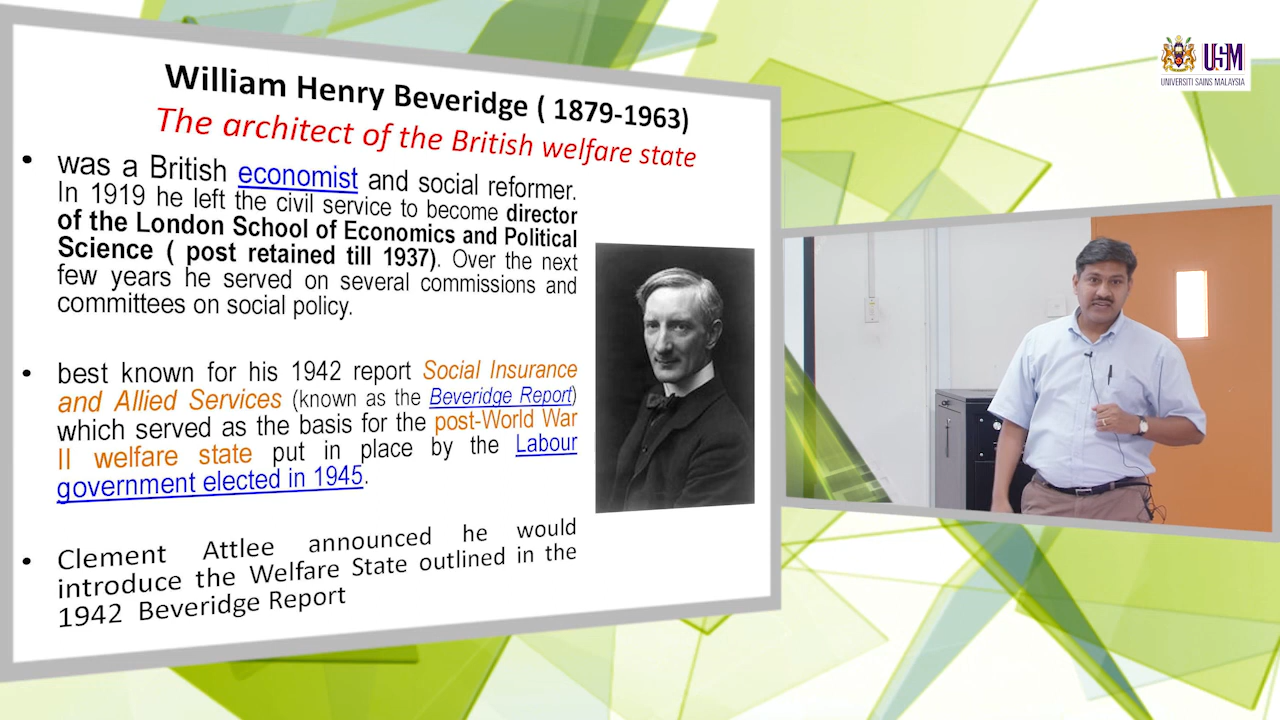 William Henry Beveridge ( 1879-1963)
The architect of the British welfare state
• was a British economist and social reformer.
In 1919 he left the civil service to become director
of the London School of Economics and Political
Science ( post retained till 1937). Over the next
few years he served on several commissions and
committees on social policy.
• best known for his 1942 report Social Insurance
and Allied Services (known as the Beveridge Report)
which served as the basis for the post-World War
II welfare state put in place by the Labour
government elected in 1945.
• Clement Attlee announced he would
introduce the Welfare State outlined in the
1942 Beveridge Report
USM
UNIVERSITI SAINS MALAYSIA